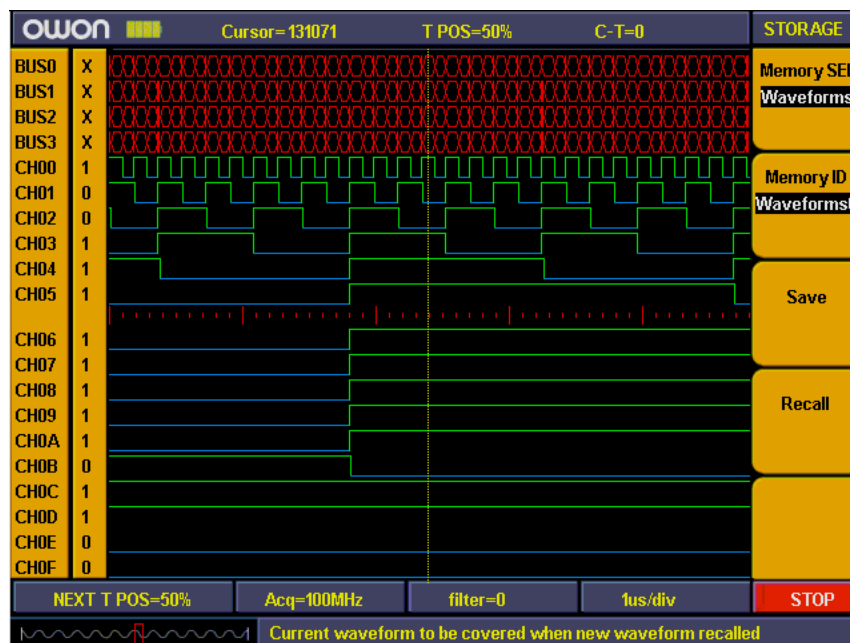 owon Cursor=131071 T POS=50% C-T=0 STORAGE
BUS0 X
BUS1 X
BUS2 X
BUS3 X
CH00 1
CH01 0
CH02 0
CH03 1
CH04 1
CH05 1
CH06 1
CH07 1
CH08 1
CH09 1
CH0A 1
CH0B 0
CH0C 1
CH0D 1
CH0E 0
CH0F 0
Memory SEl
Waveforms
Memory ID
Save
Recall
NEXT T POS=50% Acq=100MHz filter=0 1us/div STOP
Current waveform to be covered when new waveform recalled